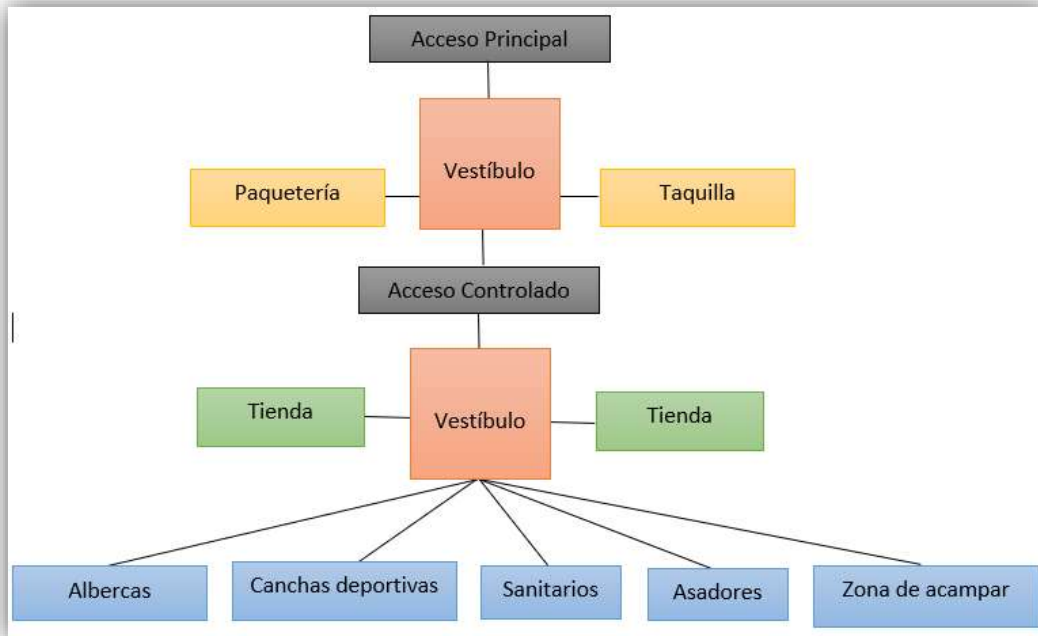 Acceso Principal
Vestíbulo
Paquetería
Taquilla
Acceso Controlado
Tienda
Vestíbulo
Tienda
Albercas
Canchas deportivas
Sanitarios
Asadores
Zona de acampar